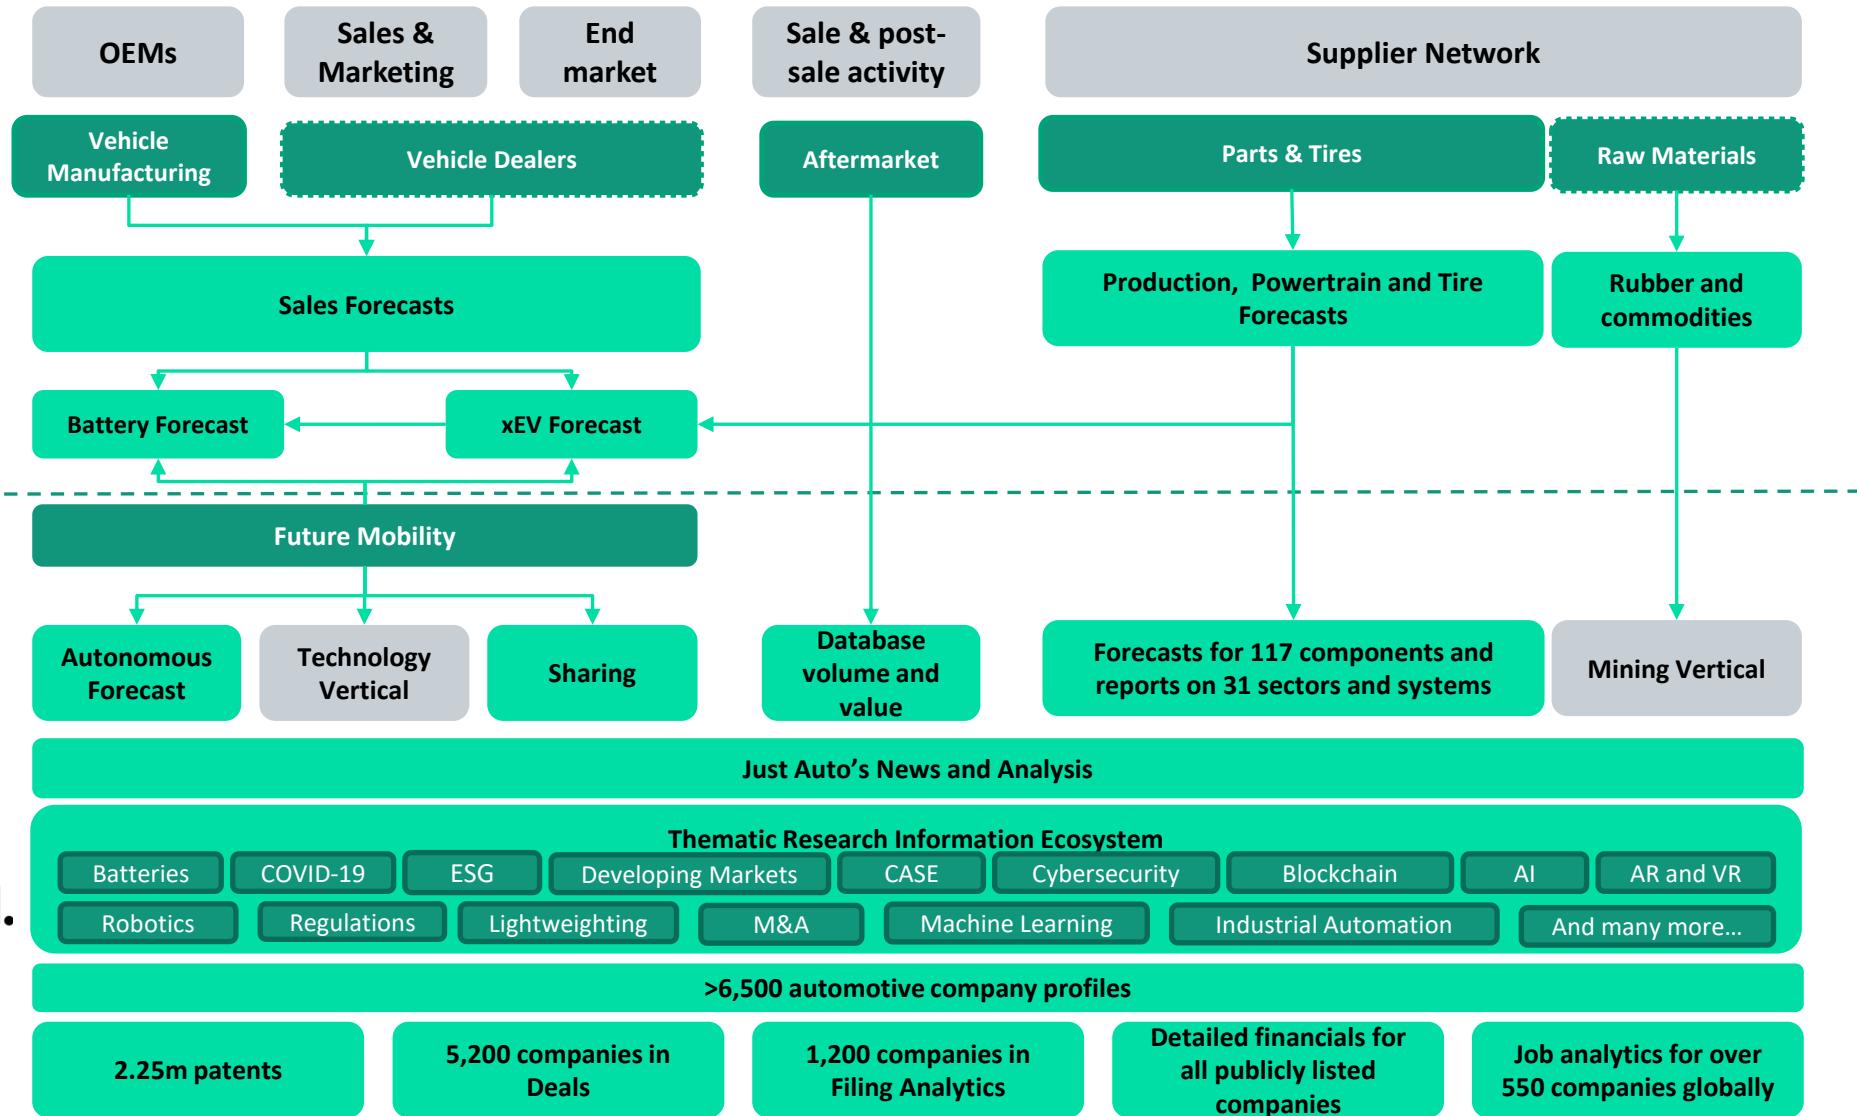 OEMs
Sales &
Marketing
End
market
Sale & post-
sale activity
Supplier Network
Vehicle
Manufacturing
Vehicle Dealers
Aftermarket
Parts & Tires
Raw Materials
Sales Forecasts
Production,  Powertrain and Tire
Forecasts
Rubber and
commodities
Battery Forecast
xEV Forecast
Future Mobility
Autonomous
Forecast
Technology
Vertical
Sharing
Database
volume and
value
Forecasts for 117 components and
reports on 31 sectors and systems
Mining Vertical
Just Auto’s News and Analysis
Thematic Research Information Ecosystem
Batteries
COVID-19
ESG
Developing Markets
CASE
Cybersecurity
Blockchain
AI
AR and VR
Robotics
Regulations
Lightweighting
M&A
Machine Learning
Industrial Automation
And many more…
>6,500 automotive company profiles
2.25m patents
5,200 companies in
Deals
1,200 companies in
Filing Analytics
Detailed financials for
all publicly listed
companies
Job analytics for over
550 companies globally